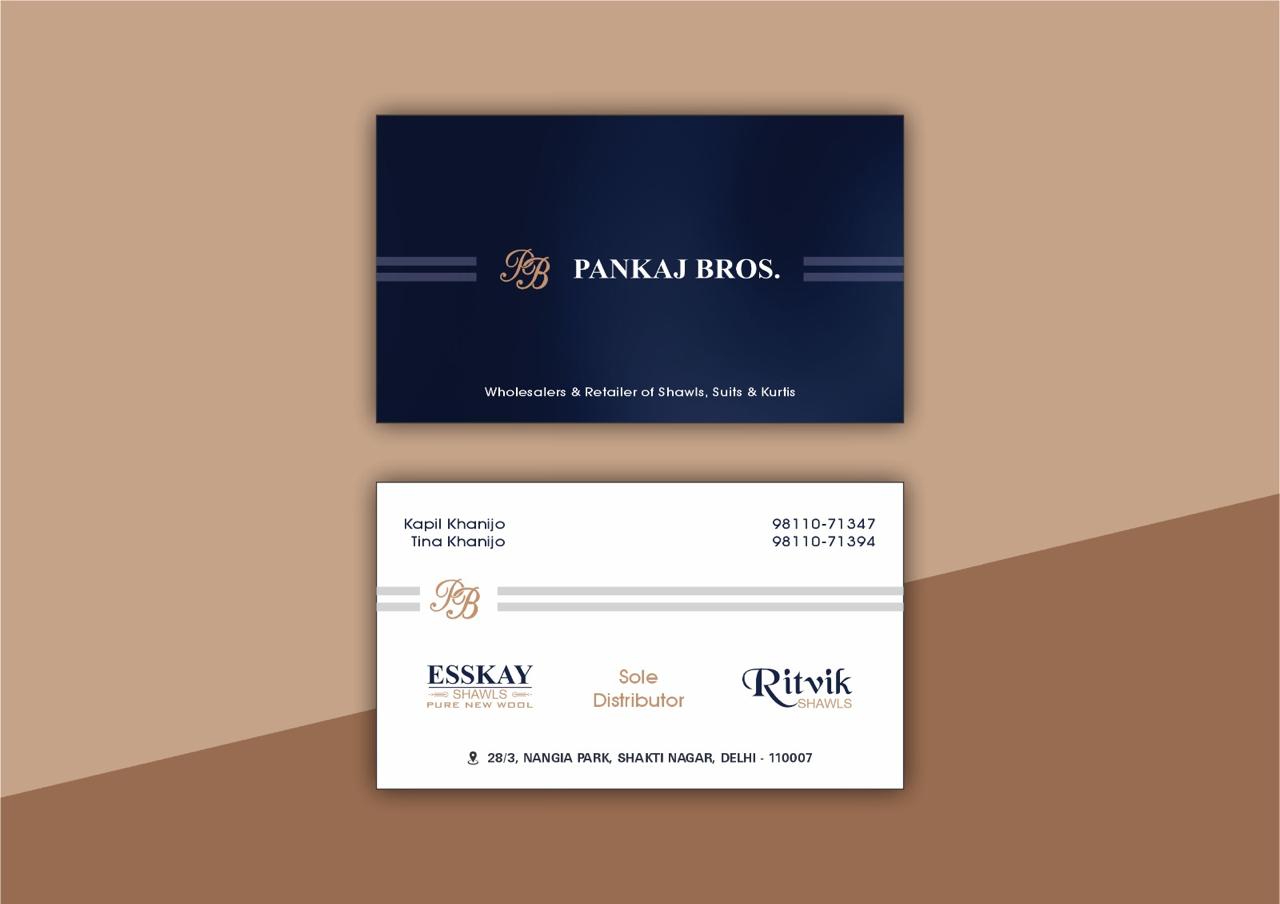 PB PANKAJ BROS.
Wholesalers & Retailer of Shawls, Suits & Kurtis
Kapil Khanijo 98110-71347
Tina Khanijo 98110-71394
PB
ESSKAY
SHAWLS
PURE NEW WOOL
Sole
Distributor
Ritvik
SHAWLS
28/3, NANGIA PARK, SHAKTI NAGAR, DELHI - 110007